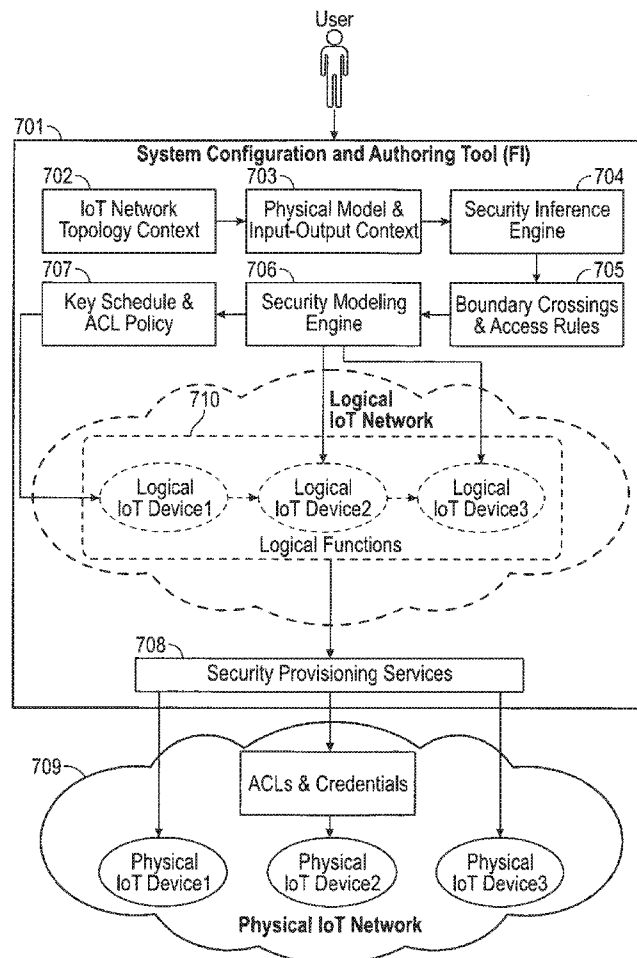 User
701
System Configuration and Authoring Tool (FI)
702
IoT Network
Topology Context
703
Physical Model &
Input-Output Context
704
Security Inference
Engine
707
Key Schedule &
ACL Policy
706
Security Modeling
Engine
705
Boundary Crossings
& Access Rules
710
Logical
IoT Network
Logical
IoT Device1
Logical
IoT Device2
Logical
IoT Device3
Logical Functions
708
Security Provisioning Services
709
ACLs & Credentials
Physical
IoT Device1
Physical
IoT Device2
Physical
IoT Device3
Physical IoT Network